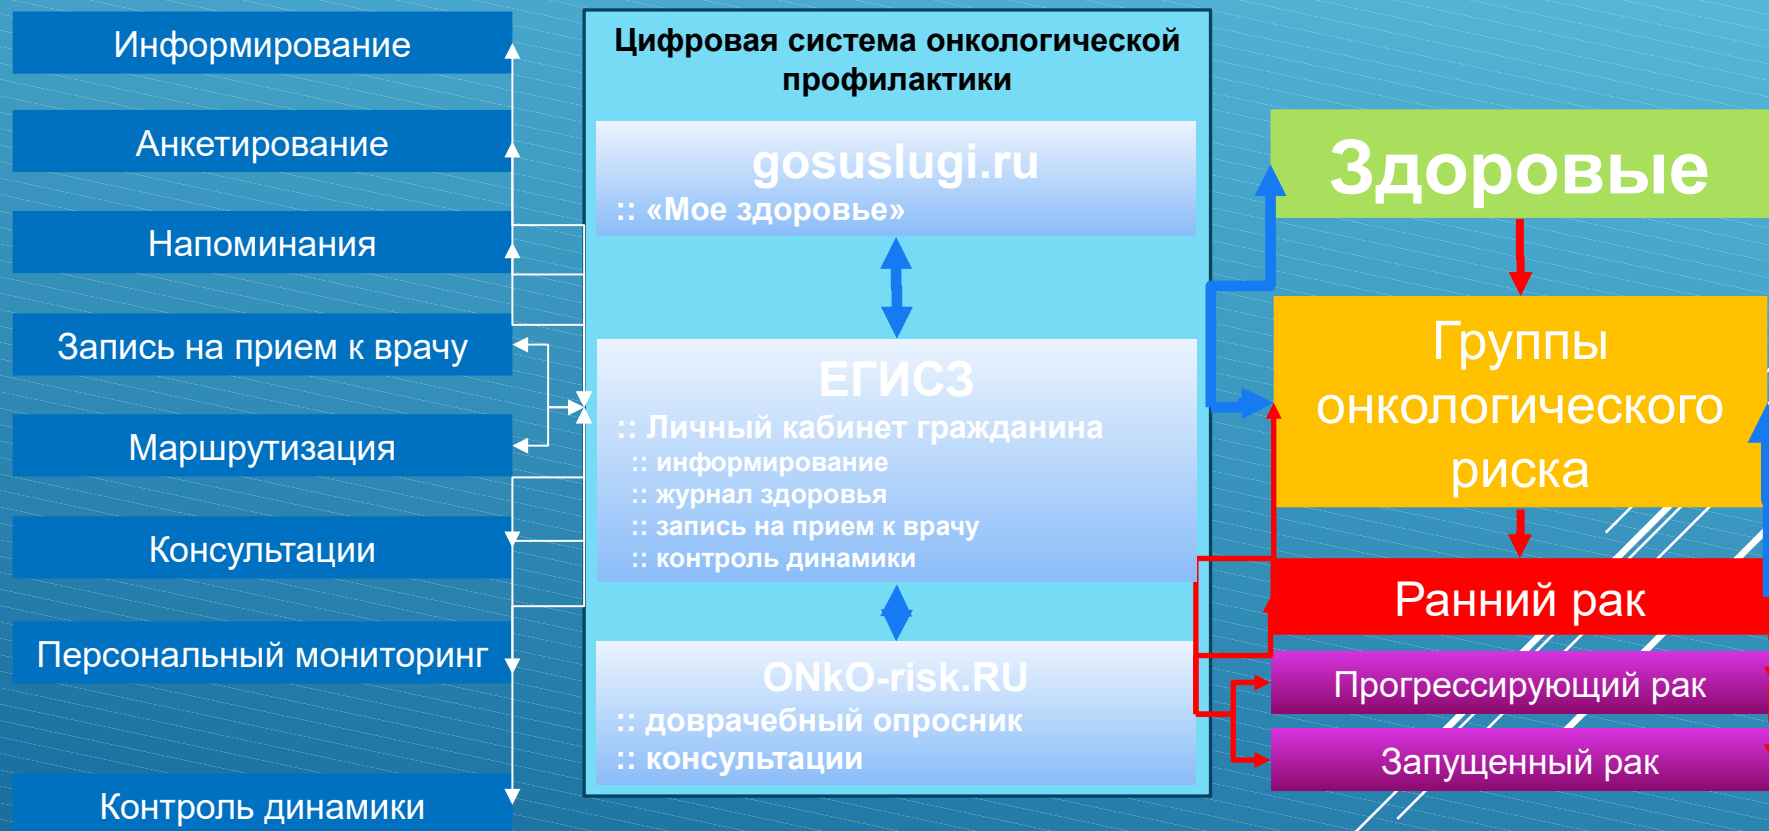 Информирование
Анкетирование
Напоминания
Запись на прием к врачу
Маршрутизация
Консультации
Персональный мониторинг
Контроль динамики
Цифровая система онкологической
профилактики
gosuslugi.ru
:: «Мое здоровье»
ЕГИСЗ
:: Личный кабинет гражданина
:: информирование
:: журнал здоровья
:: запись на прием к врачу
:: контроль динамики
ONkO-risk.RU
:: доврачебный опросник
:: консультации
Здоровые
Группы
онкологического
риска
Ранний рак
Прогрессирующий рак
Запущенный рак